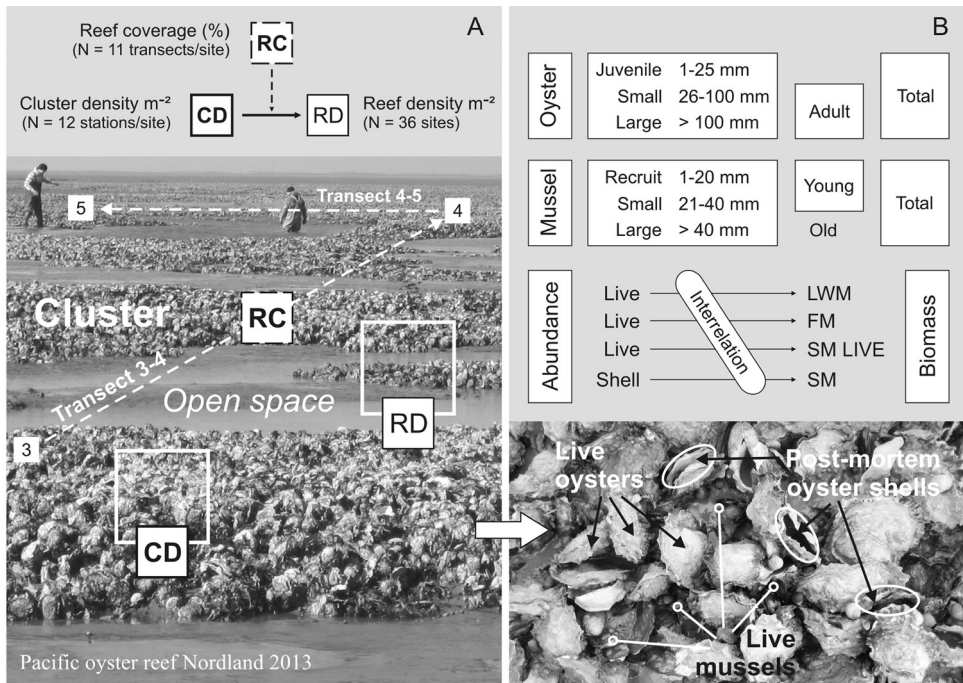 A
Reef coverage (%)
(N = 11 transects/site)
RC
Cluster density m⁻²
(N = 12 stations/site)
CD
RD
Reef density m⁻²
(N = 36 sites)
5
Transect 4-5
4
Cluster
RC
Transect 3-4
Open space
RD
3
CD
Pacific oyster reef Nordland 2013
B
Oyster
Juvenile 1-25 mm
Small 26-100 mm
Large > 100 mm
Adult
Total
Mussel
Recruit 1-20 mm
Small 21-40 mm
Large > 40 mm
Young
Old
Total
Abundance
Live
Live
Live
Shell
Interrelation
LWM
FM
SM LIVE
SM
Biomass
Live
oysters
Post-mortem
oyster shells
Live
mussels